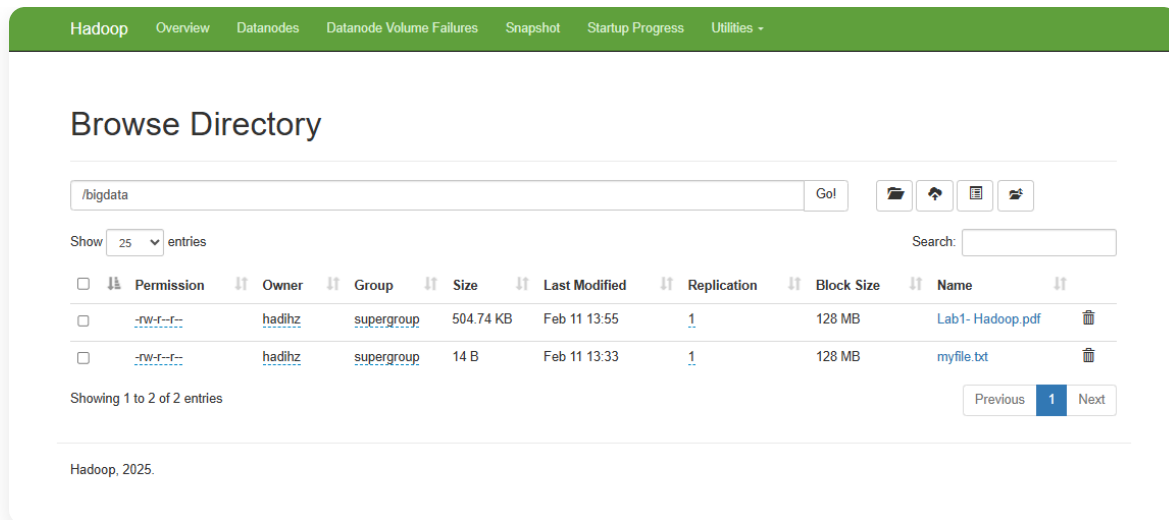 Hadoop Overview Datanodes Datanode Volume Failures Snapshot Startup Progress Utilities
Browse Directory
/bigdata Go!
Show 25 entries Search:
Permission Owner Group Size Last Modified Replication Block Size Name
-rw-r--r-- hadihz supergroup 504.74 KB Feb 11 13:55 1 128 MB Lab1- Hadoop.pdf
-rw-r--r-- hadihz supergroup 14 B Feb 11 13:33 1 128 MB myfile.txt
Showing 1 to 2 of 2 entries Previous 1 Next
Hadoop, 2025.